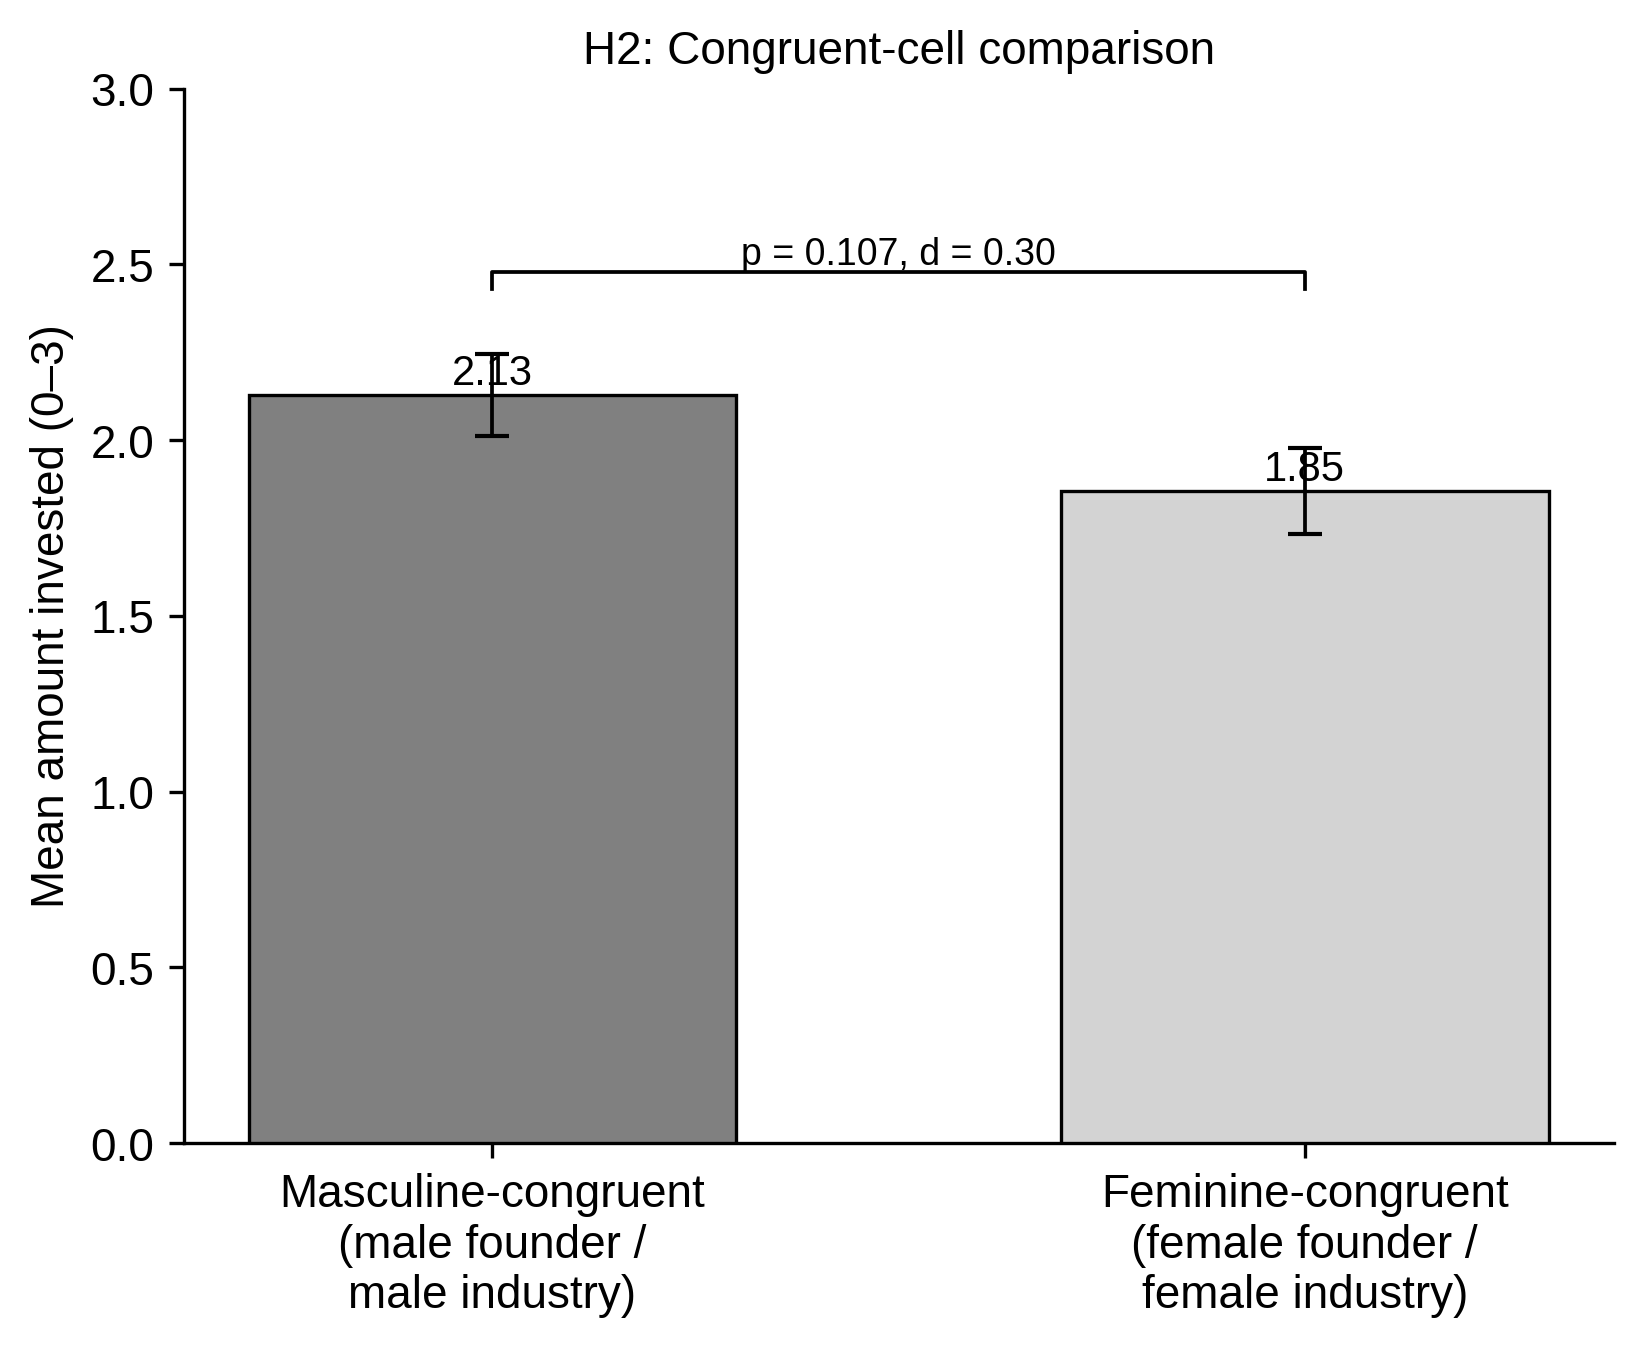 H2: Congruent-cell comparison
3.0
2.5
2.0
1.5
1.0
0.5
0.0
Mean amount invested (0–3)
p = 0.107, d = 0.30
2.13
1.85
Masculine-congruent
(male founder /
male industry)
Feminine-congruent
(female founder /
female industry)